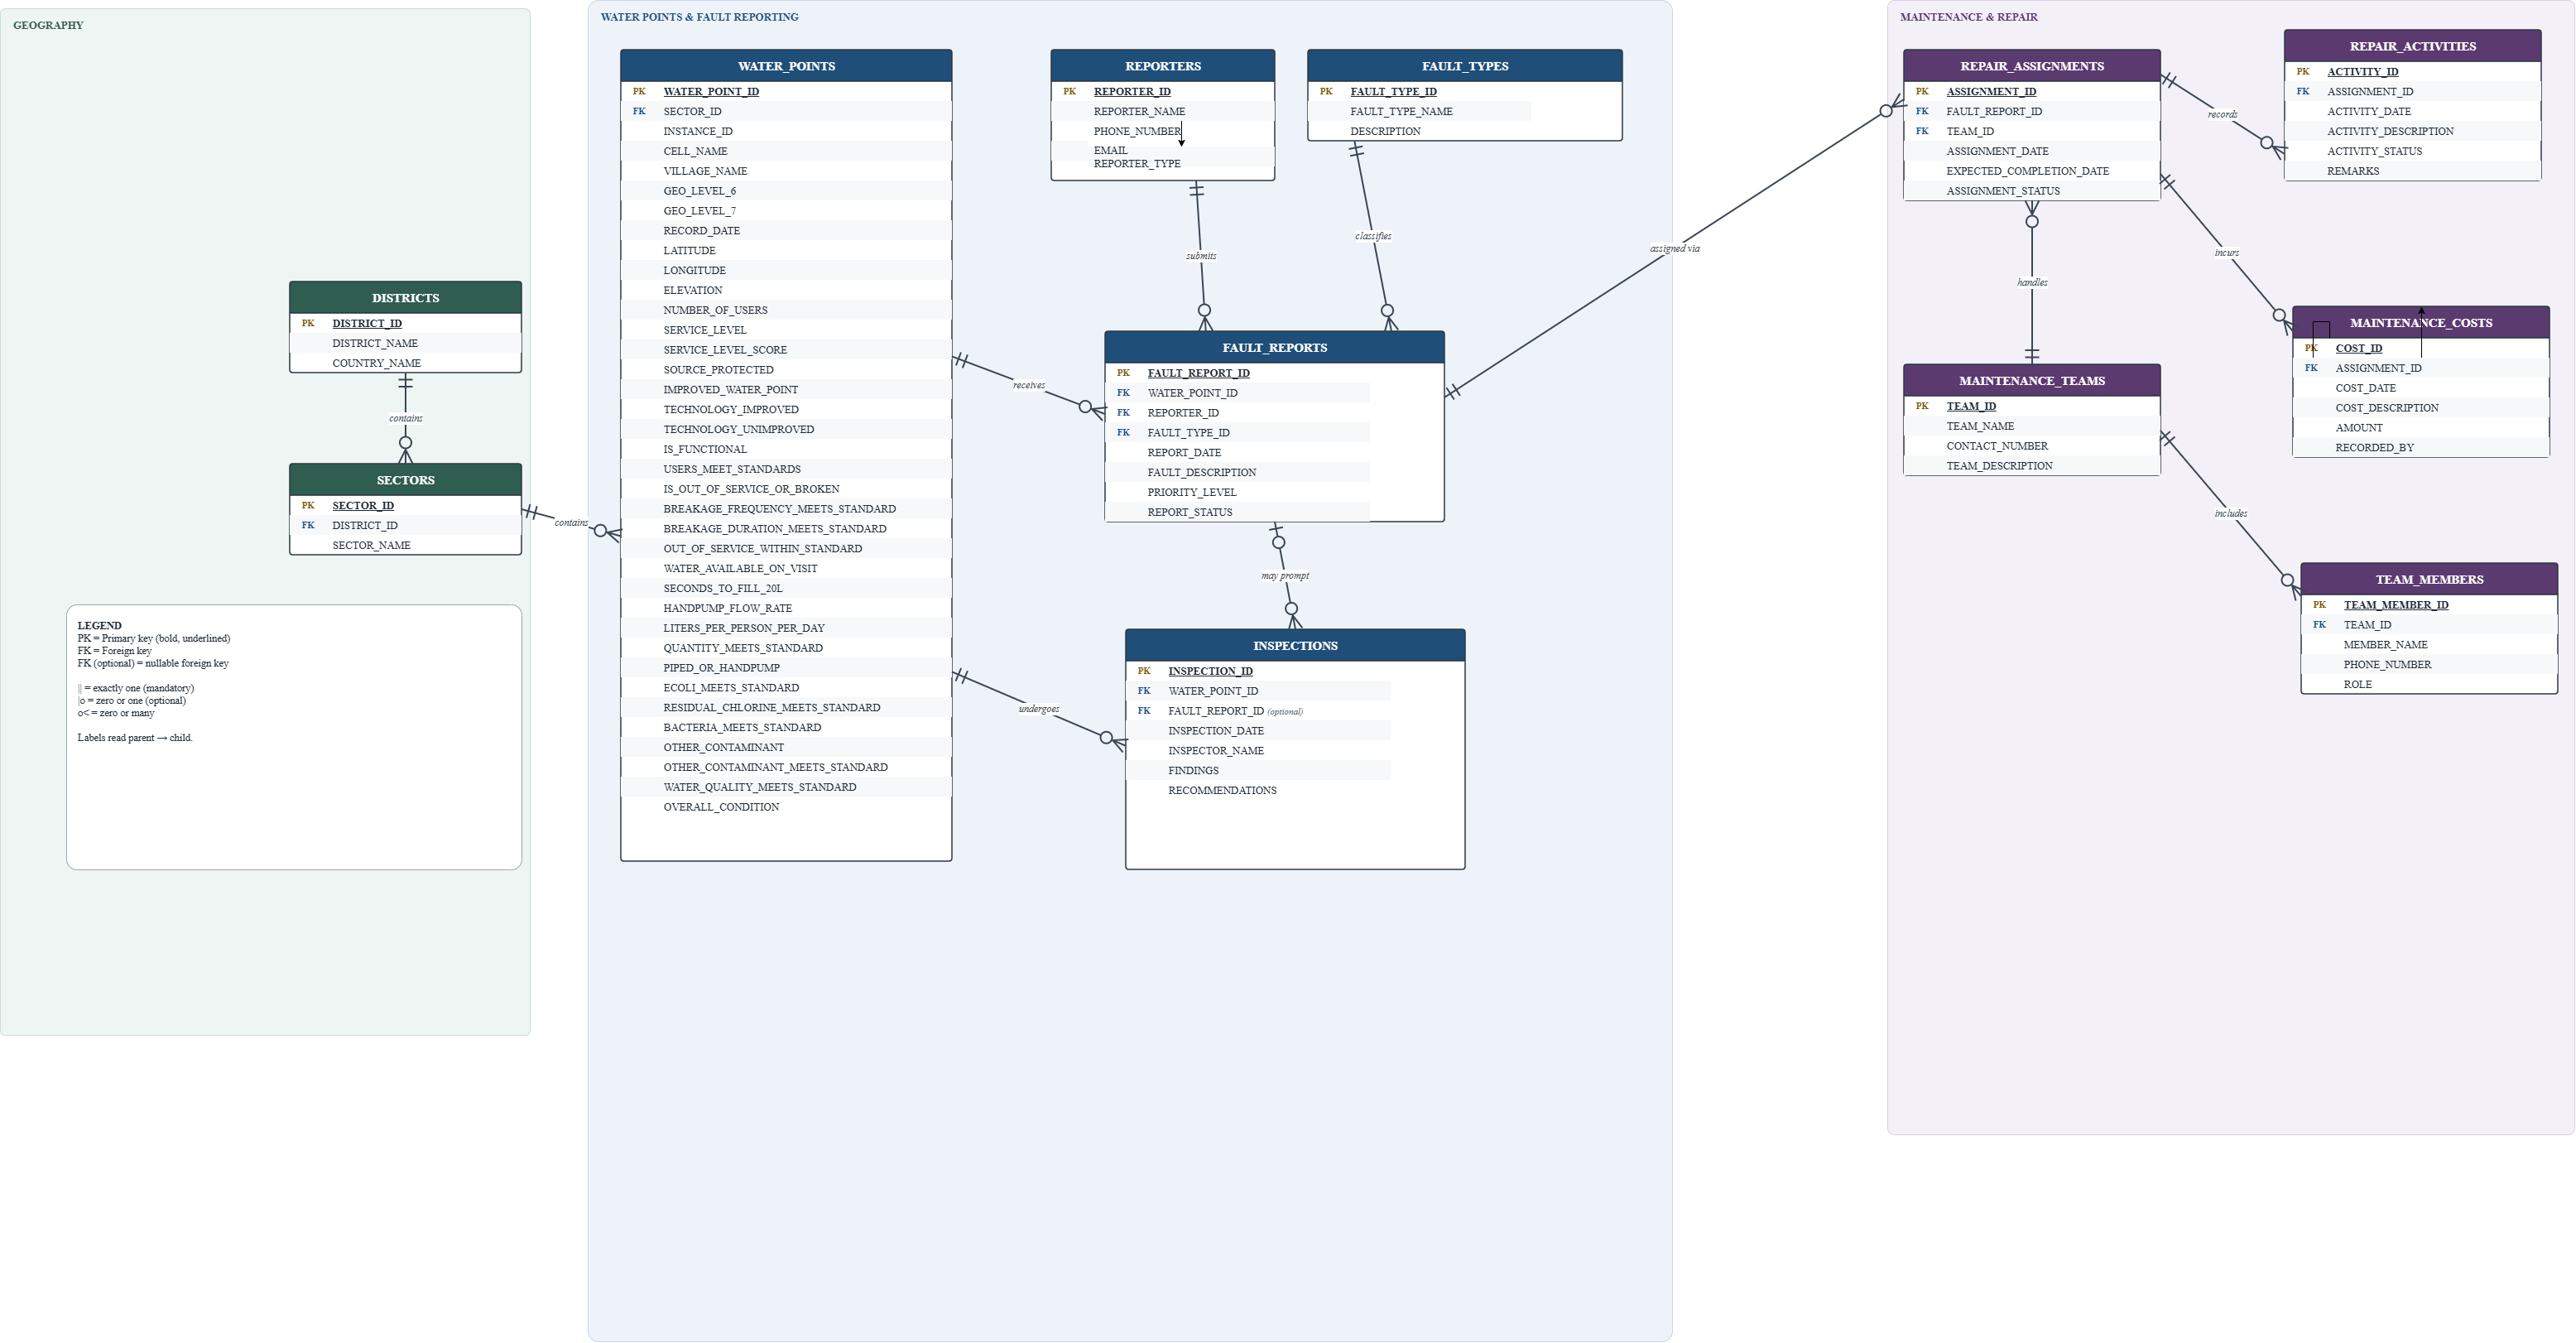 GEOGRAPHY
DISTRICTS
PK DISTRICT_ID
DISTRICT_NAME
COUNTRY_NAME
contains
SECTORS
PK SECTOR_ID
FK DISTRICT_ID
SECTOR_NAME
contains
LEGEND
PK = Primary key (bold, underlined)
FK = Foreign key
FK (optional) = nullable foreign key
|| = exactly one (mandatory)
|o = zero or one (optional)
o< = zero or many
Labels read parent → child.
WATER POINTS & FAULT REPORTING
WATER_POINTS
PK WATER_POINT_ID
FK SECTOR_ID
INSTANCE_ID
CELL_NAME
VILLAGE_NAME
GEO_LEVEL_6
GEO_LEVEL_7
RECORD_DATE
LATITUDE
LONGITUDE
ELEVATION
NUMBER_OF_USERS
SERVICE_LEVEL
SERVICE_LEVEL_SCORE
SOURCE_PROTECTED
IMPROVED_WATER_POINT
TECHNOLOGY_IMPROVED
TECHNOLOGY_UNIMPROVED
IS_FUNCTIONAL
USERS_MEET_STANDARDS
IS_OUT_OF_SERVICE_OR_BROKEN
BREAKAGE_FREQUENCY_MEETS_STANDARD
BREAKAGE_DURATION_MEETS_STANDARD
OUT_OF_SERVICE_WITHIN_STANDARD
WATER_AVAILABLE_ON_VISIT
SECONDS_TO_FILL_20L
HANDPUMP_FLOW_RATE
LITERS_PER_PERSON_PER_DAY
QUANTITY_MEETS_STANDARD
PIPED_OR_HANDPUMP
ECOLI_MEETS_STANDARD
RESIDUAL_CHLORINE_MEETS_STANDARD
BACTERIA_MEETS_STANDARD
OTHER_CONTAMINANT
OTHER_CONTAMINANT_MEETS_STANDARD
WATER_QUALITY_MEETS_STANDARD
OVERALL_CONDITION
REPORTERS
PK REPORTER_ID
REPORTER_NAME
PHONE_NUMBER
EMAIL
REPORTER_TYPE
FAULT_TYPES
PK FAULT_TYPE_ID
FAULT_TYPE_NAME
DESCRIPTION
submits
classifies
receives
FAULT_REPORTS
PK FAULT_REPORT_ID
FK WATER_POINT_ID
FK REPORTER_ID
FK FAULT_TYPE_ID
REPORT_DATE
FAULT_DESCRIPTION
PRIORITY_LEVEL
REPORT_STATUS
may prompt
undergoes
INSPECTIONS
PK INSPECTION_ID
FK WATER_POINT_ID
FK FAULT_REPORT_ID (optional)
INSPECTION_DATE
INSPECTOR_NAME
FINDINGS
RECOMMENDATIONS
assigned via
MAINTENANCE & REPAIR
REPAIR_ASSIGNMENTS
PK ASSIGNMENT_ID
FK FAULT_REPORT_ID
FK TEAM_ID
ASSIGNMENT_DATE
EXPECTED_COMPLETION_DATE
ASSIGNMENT_STATUS
records
REPAIR_ACTIVITIES
PK ACTIVITY_ID
FK ASSIGNMENT_ID
ACTIVITY_DATE
ACTIVITY_DESCRIPTION
ACTIVITY_STATUS
REMARKS
handles
incurs
MAINTENANCE_COSTS
PK COST_ID
FK ASSIGNMENT_ID
COST_DATE
COST_DESCRIPTION
AMOUNT
RECORDED_BY
MAINTENANCE_TEAMS
PK TEAM_ID
TEAM_NAME
CONTACT_NUMBER
TEAM_DESCRIPTION
includes
TEAM_MEMBERS
PK TEAM_MEMBER_ID
FK TEAM_ID
MEMBER_NAME
PHONE_NUMBER
ROLE